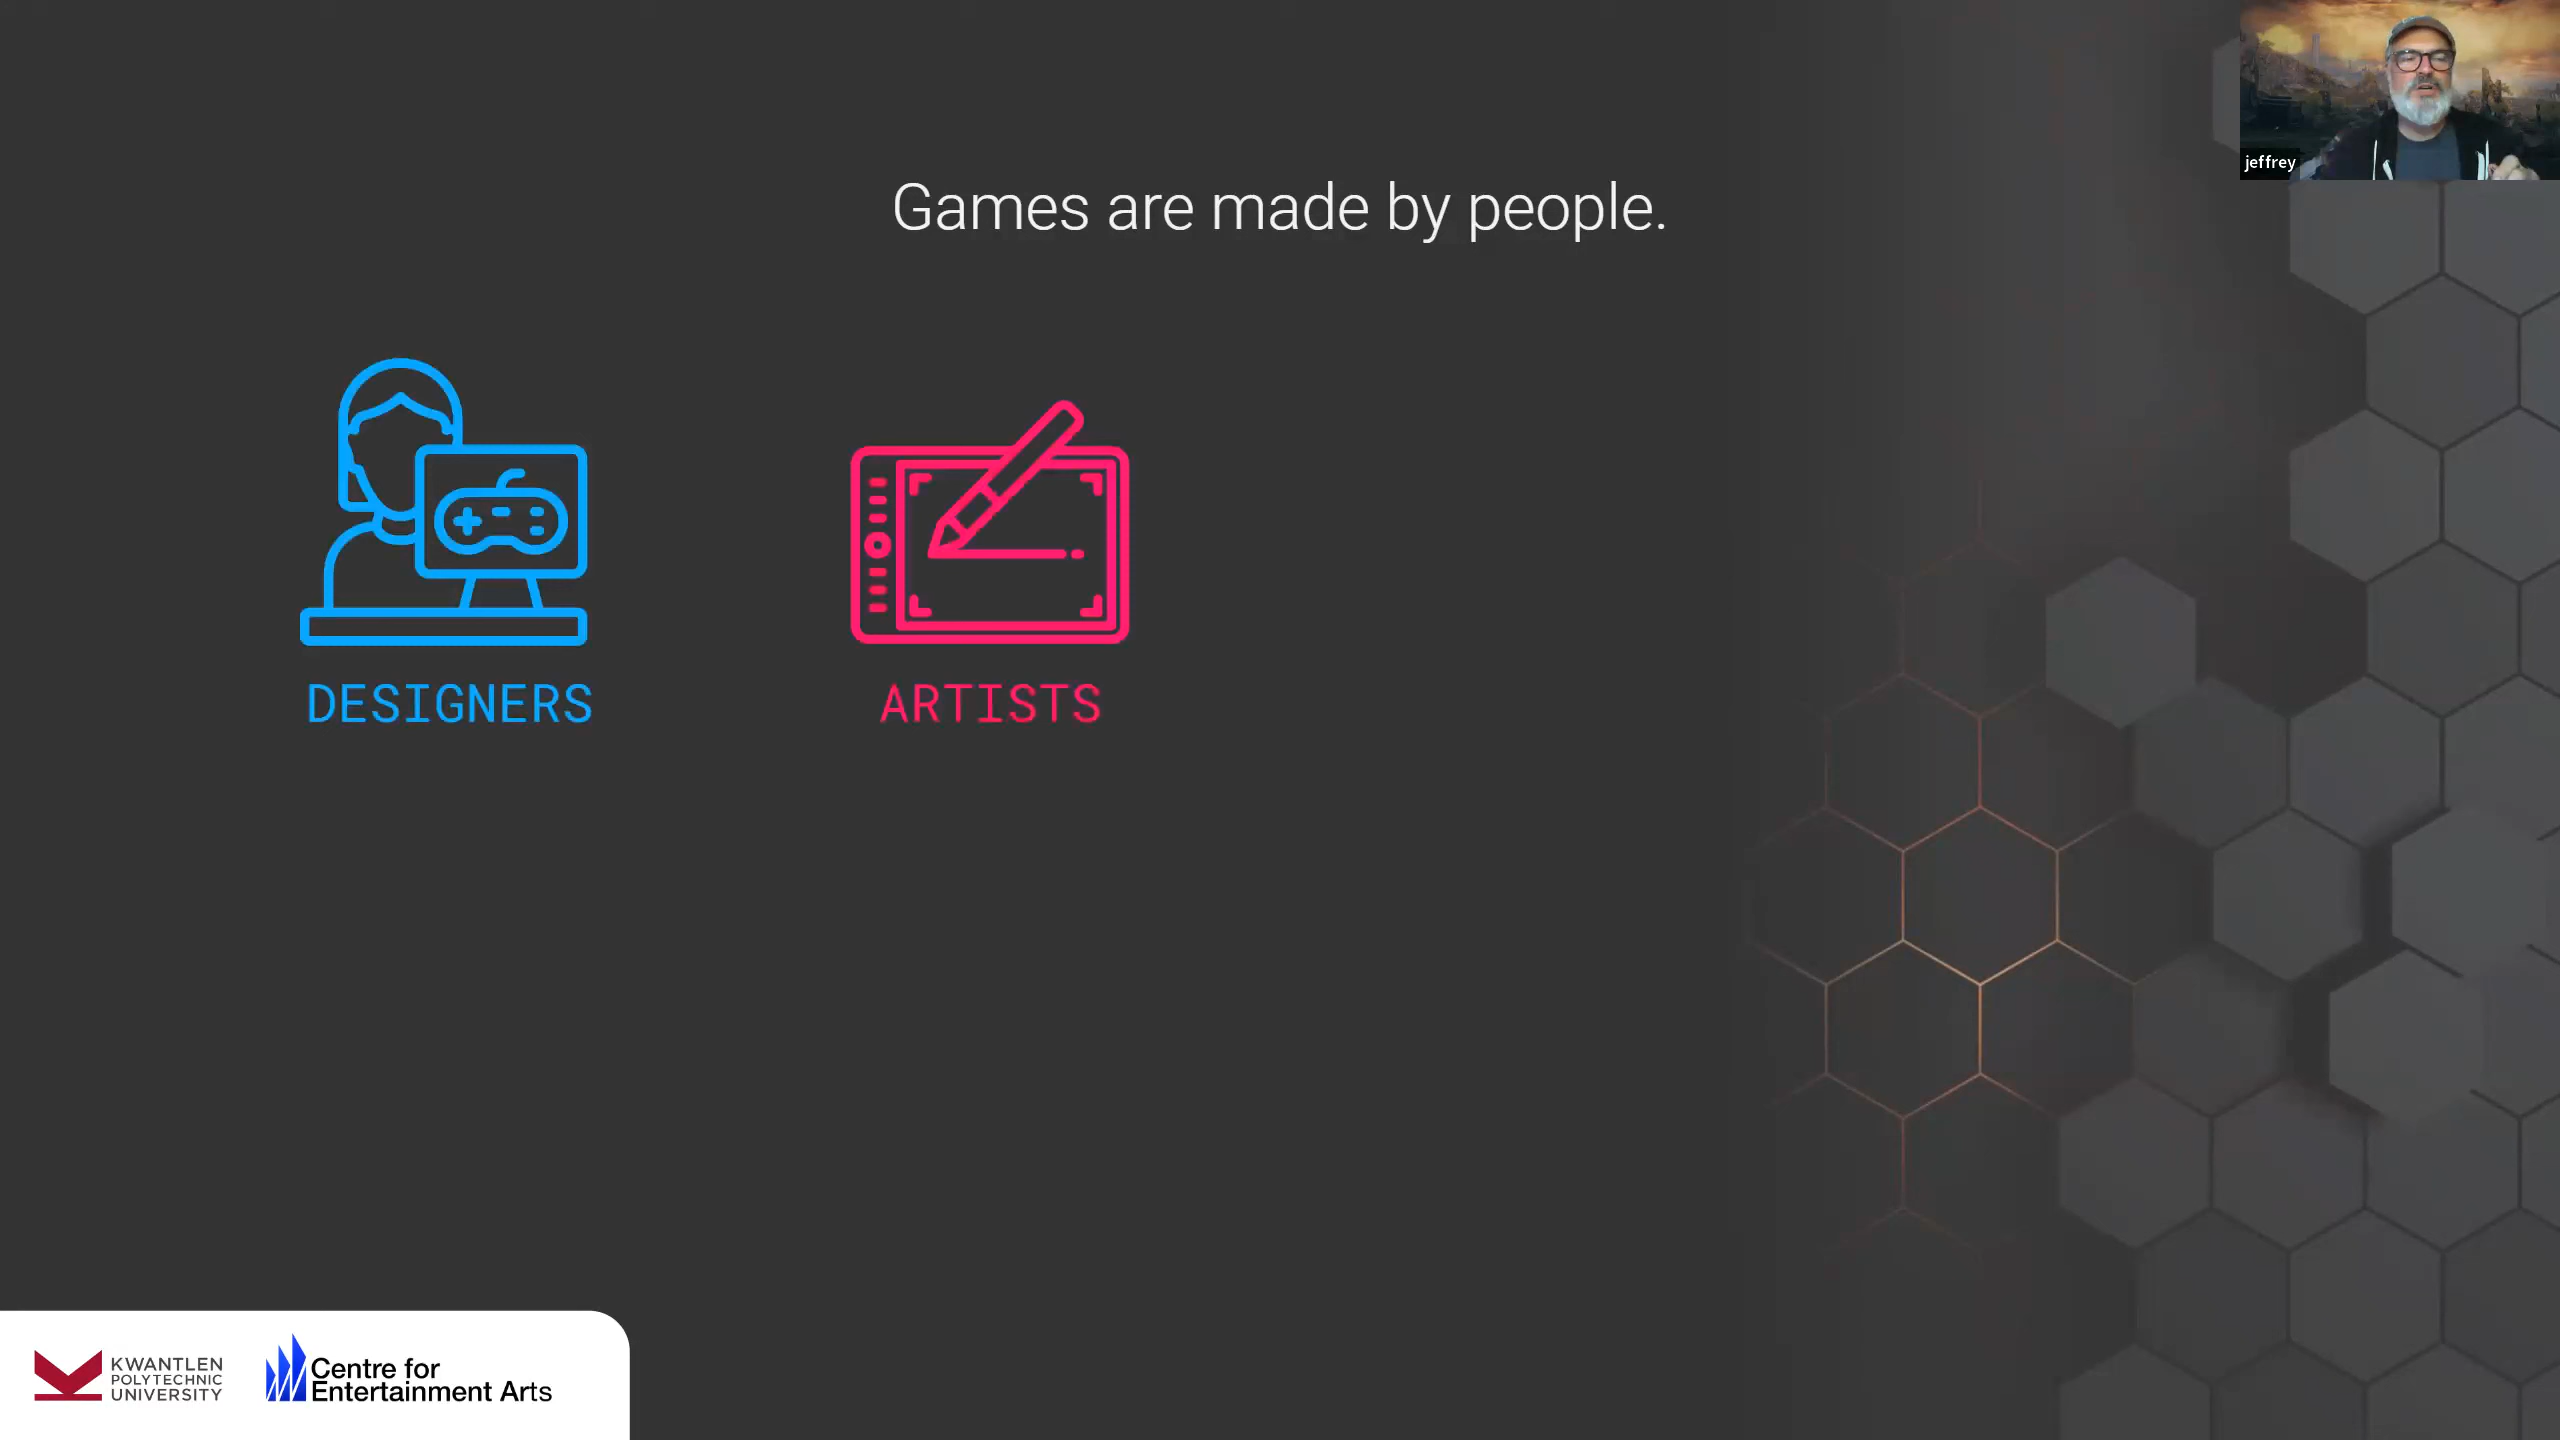 jeffrey
Games are made by people.
DESIGNERS
ARTISTS
KWANTLEN
POLYTECHNIC
UNIVERSITY
Centre for
Entertainment Arts